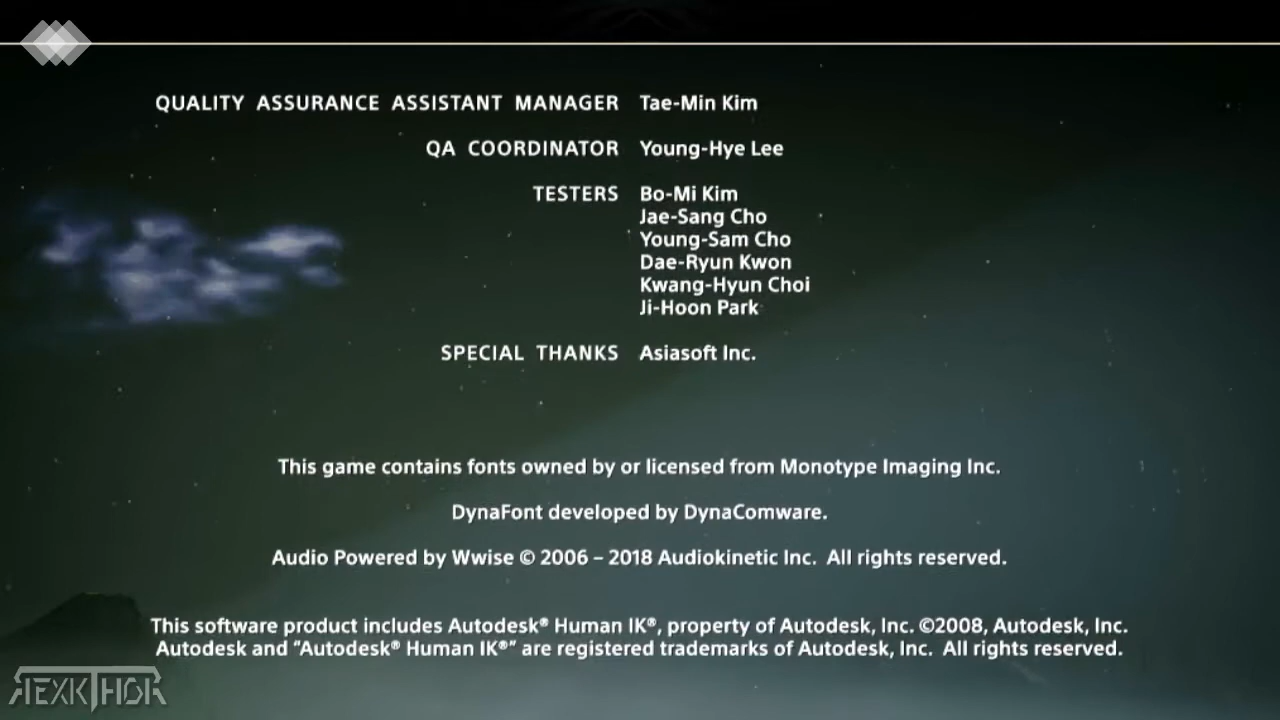 QUALITY ASSURANCE ASSISTANT MANAGER Tae-Min Kim
QA COORDINATOR Young-Hye Lee
TESTERS Bo-Mi Kim
Jae-Sang Cho
Young-Sam Cho
Dae-Ryun Kwon
Kwang-Hyun Choi
Ji-Hoon Park
SPECIAL THANKS Asiasoft Inc.
This game contains fonts owned by or licensed from Monotype Imaging Inc.
DynaFont developed by DynaComware.
Audio Powered by Wwise © 2006 – 2018 Audiokinetic Inc. All rights reserved.
This software product includes Autodesk® Human IK®, property of Autodesk, Inc. ©2008, Autodesk, Inc.
Autodesk and “Autodesk® Human IK®” are registered trademarks of Autodesk, Inc. All rights reserved.